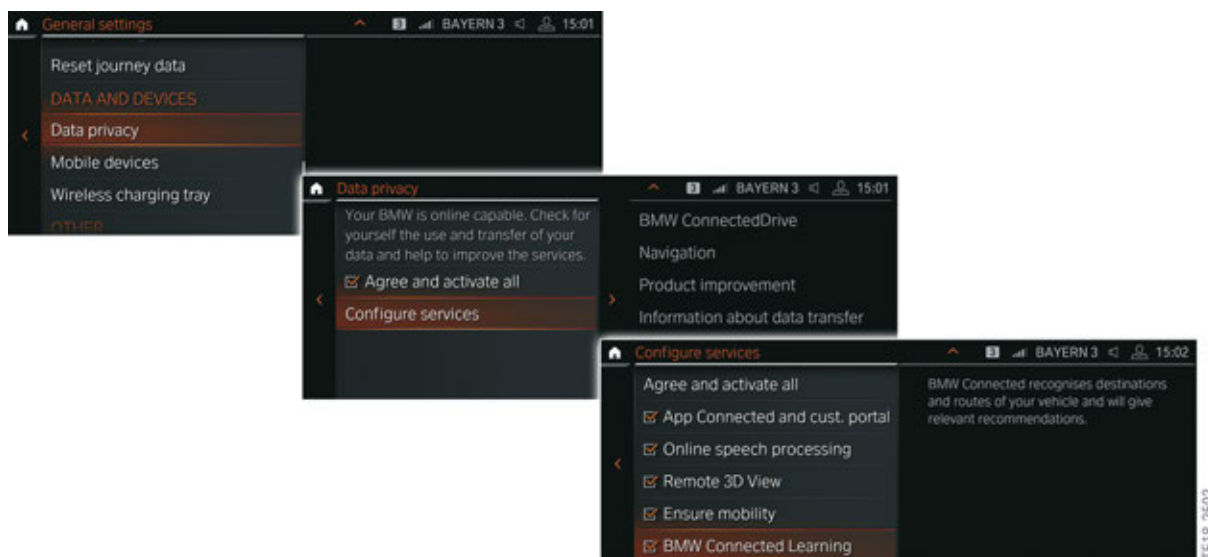 General settings
3 BAYERN 3 15:01
Reset journey data
DATA AND DEVICES
Data privacy
Mobile devices
Wireless charging tray
OTHER
Data privacy
3 BAYERN 3 15:01
Your BMW is online capable. Check for
yourself the use and transfer of your
data and help to improve the services.
Agree and activate all
Configure services
BMW ConnectedDrive
Navigation
Product improvement
Information about data transfer
Configure services
3 BAYERN 3 15:02
Agree and activate all
App Connected and cust. portal
Online speech processing
Remote 3D View
Ensure mobility
BMW Connected Learning
BMW Connected recognises destinations
and routes of your vehicle and will give
relevant recommendations.